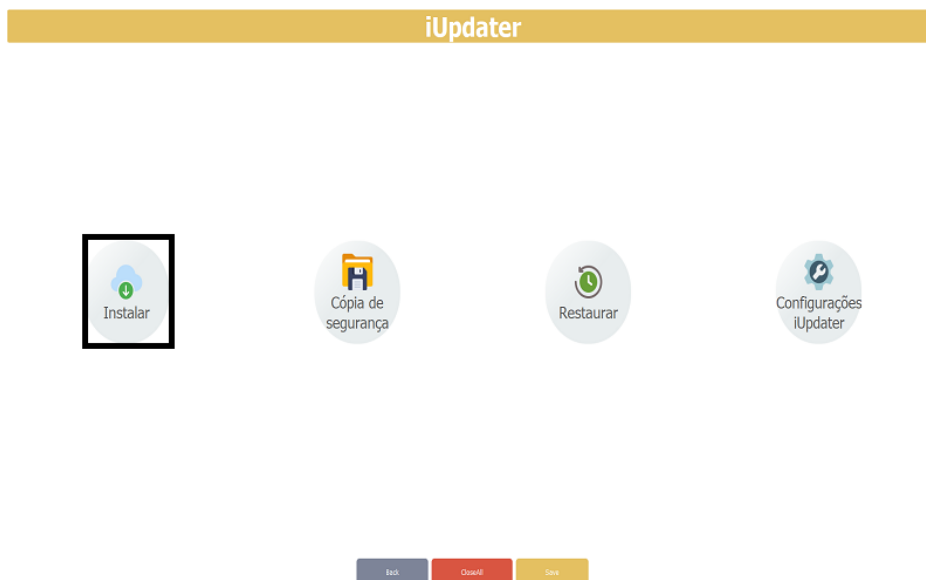 iUpdater
Instalar
Cópia de
segurança
Restaurar
Configurações
iUpdater
Back
CloseAll
Save